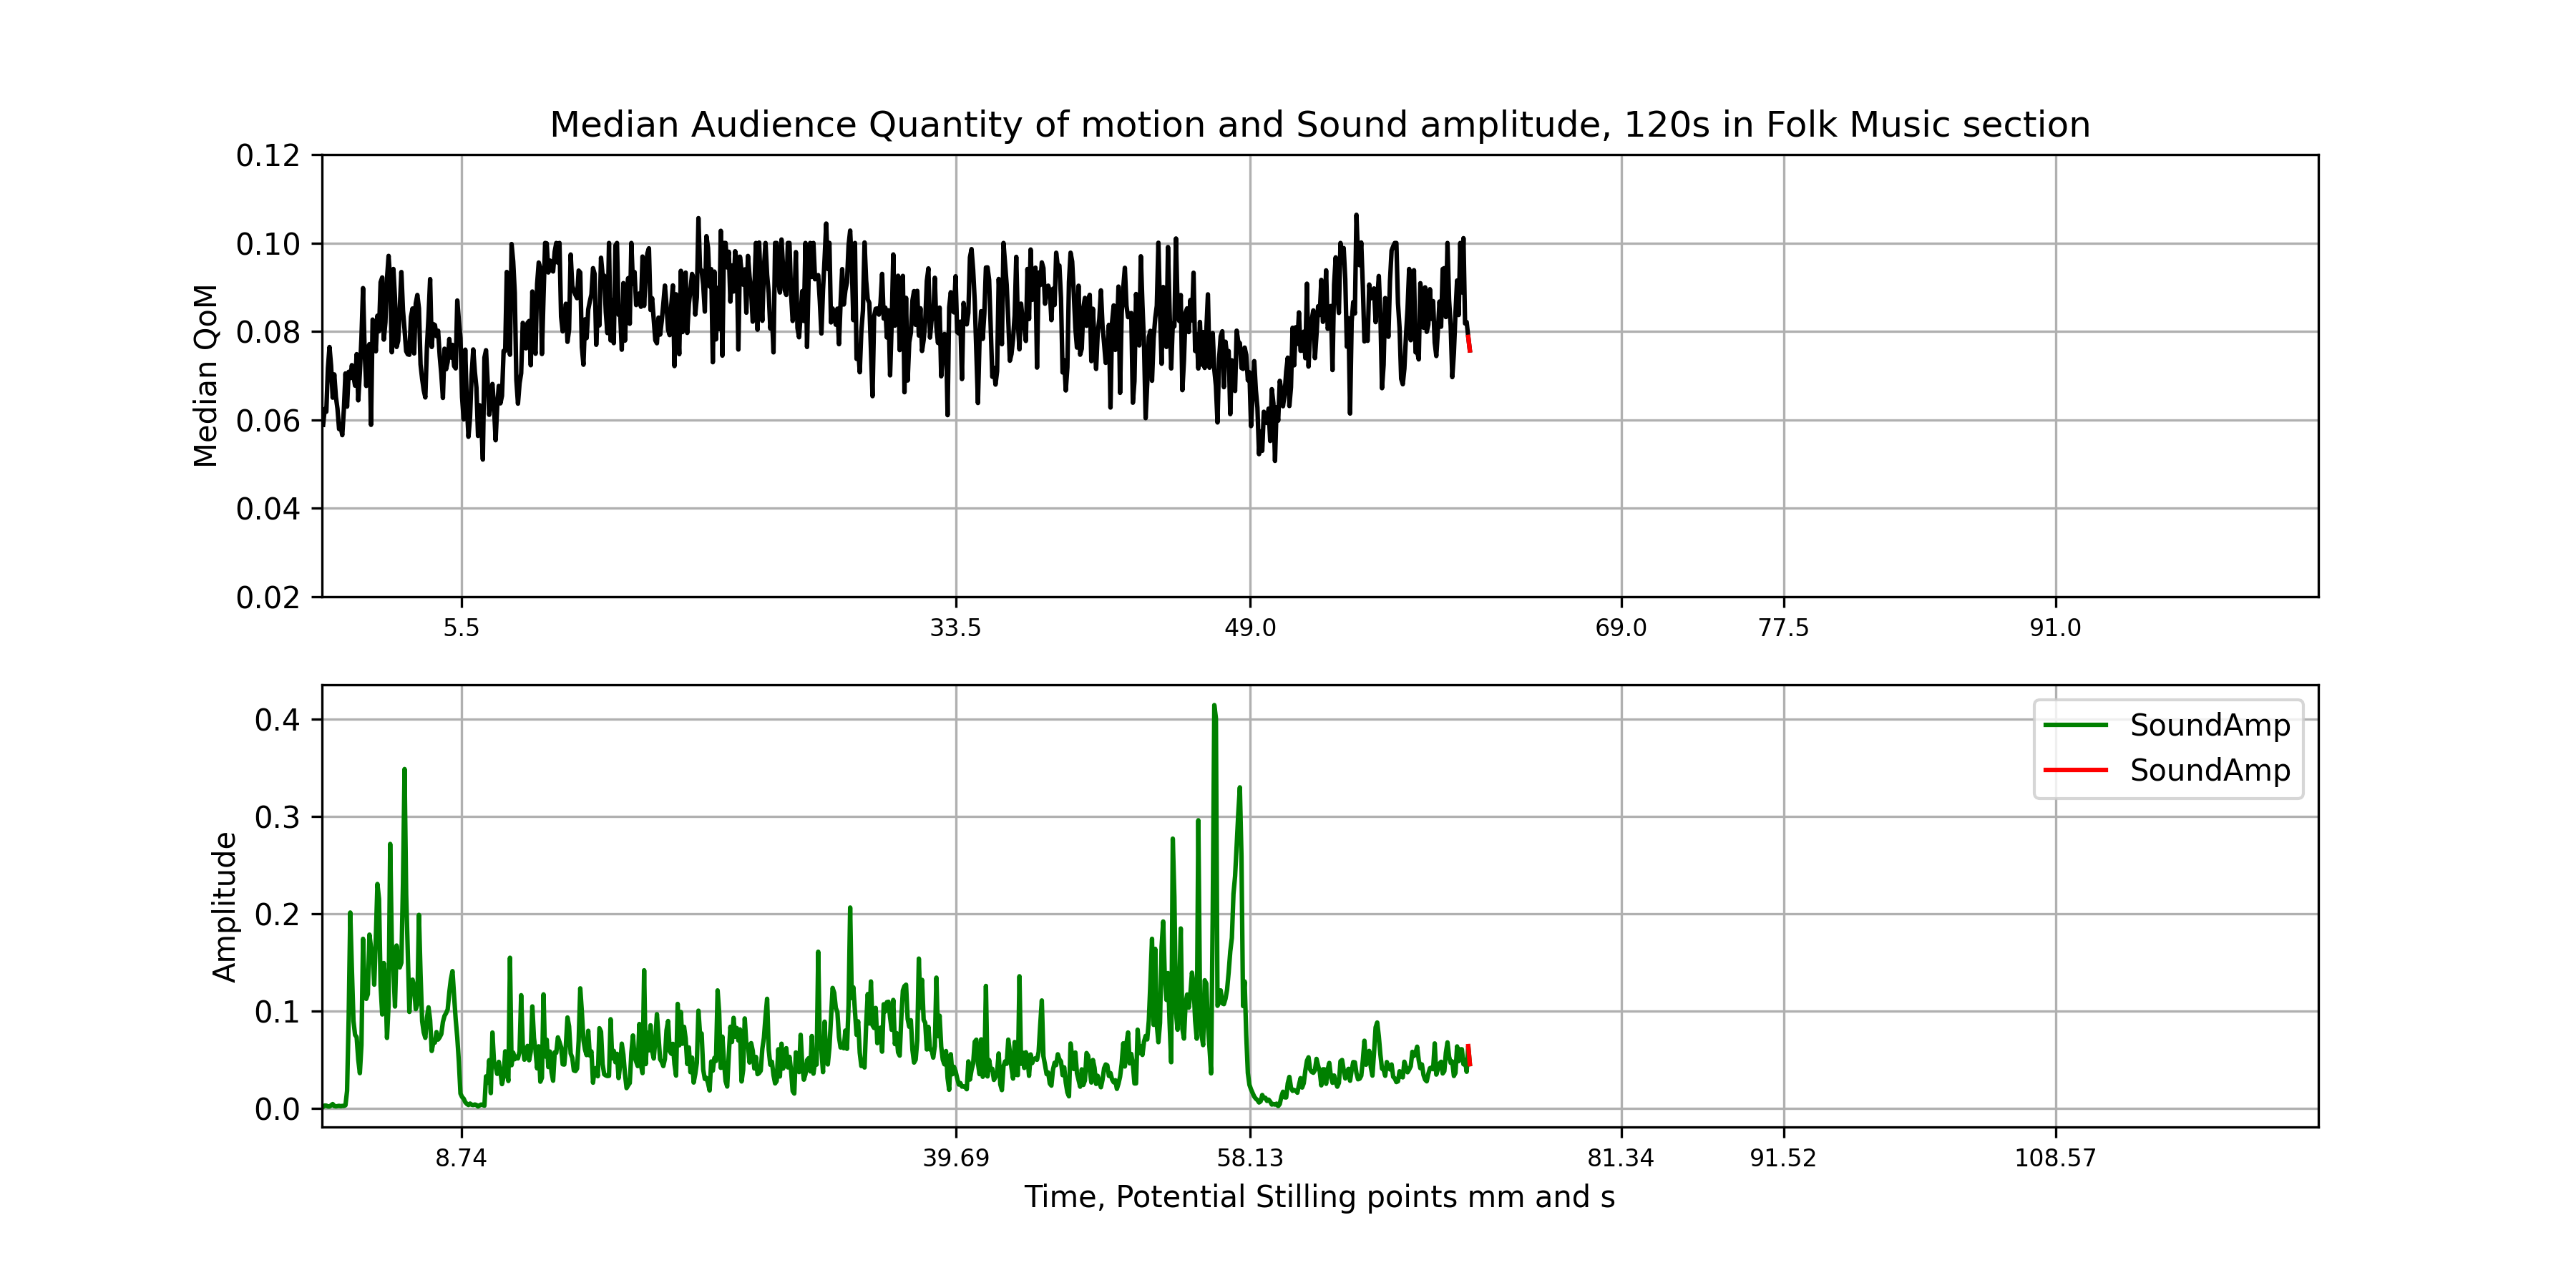 Median Audience Quantity of motion and Sound amplitude, 120s in Folk Music section
0.12
0.10
0.08
0.06
0.04
0.02
Median QoM
5.5 33.5 49.0 69.0 77.5 91.0
0.4
0.3
0.2
0.1
0.0
Amplitude
SoundAmp
SoundAmp
8.74 39.69 58.13 81.34 91.52 108.57
Time, Potential Stilling points mm and s